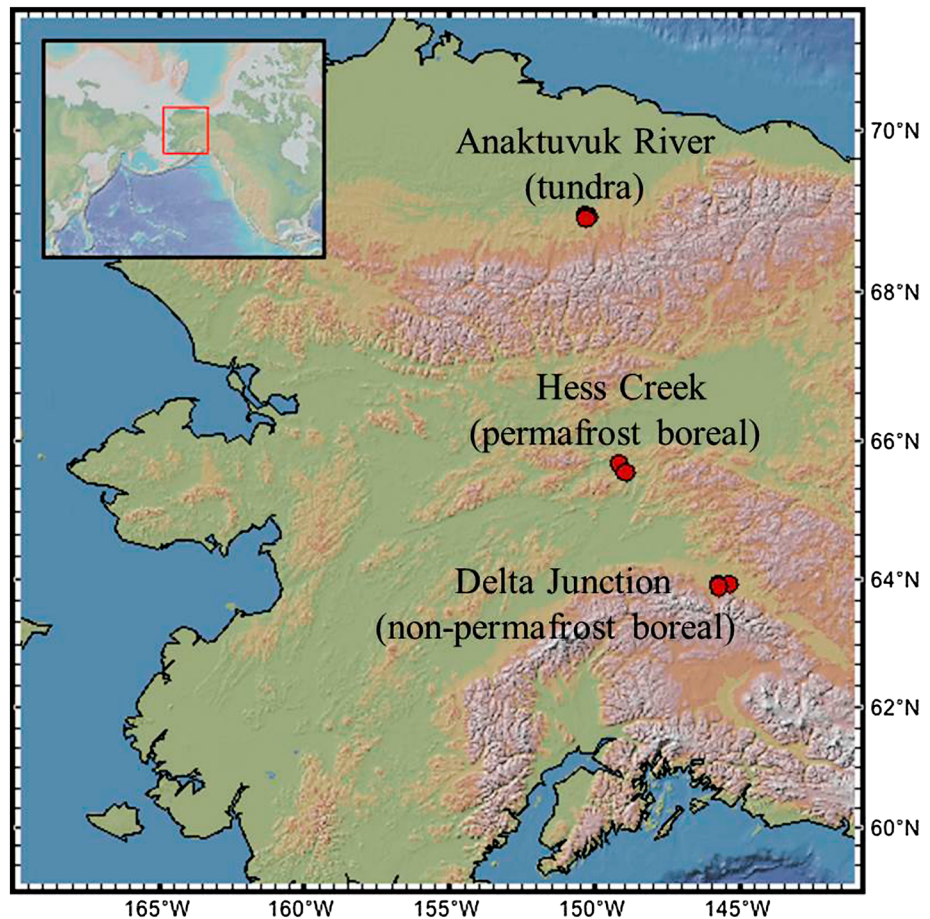 Anaktuvuk River
(tundra)
70°N
68°N
Hess Creek
(permafrost boreal)
66°N
Delta Junction
(non-permafrost boreal)
64°N
62°N
60°N
165°W 160°W 155°W 150°W 145°W